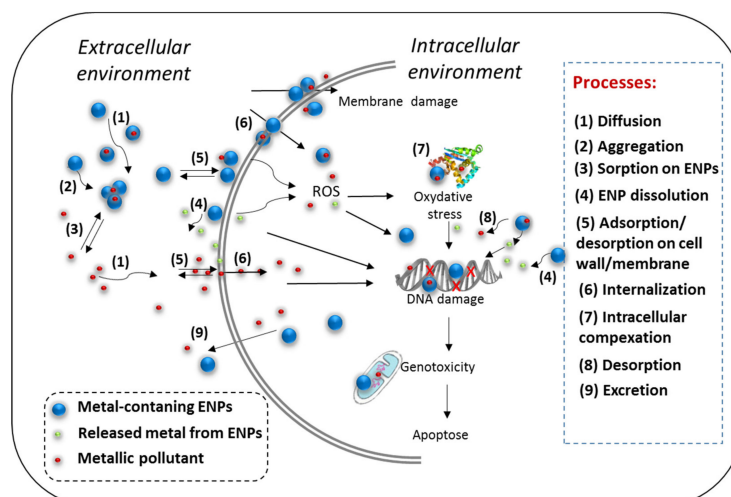 Extracellular
environment
Intracellular
environment
Processes:
(1) Diffusion
(2) Aggregation
(3) Sorption on ENPs
(4) ENP dissolution
(5) Adsorption/
desorption on cell
wall/membrane
(6) Internalization
(7) Intracellular
compexation
(8) Desorption
(9) Excretion
(1)
(2)
(3)
(1)
(5)
(4)
(5)
(6)
(9)
(6)
Membrane damage
ROS
(7)
Oxydative
stress
(8)
(4)
DNA damage
Genotoxicity
Apoptose
Metal-contaning ENPs
Released metal from ENPs
Metallic pollutant